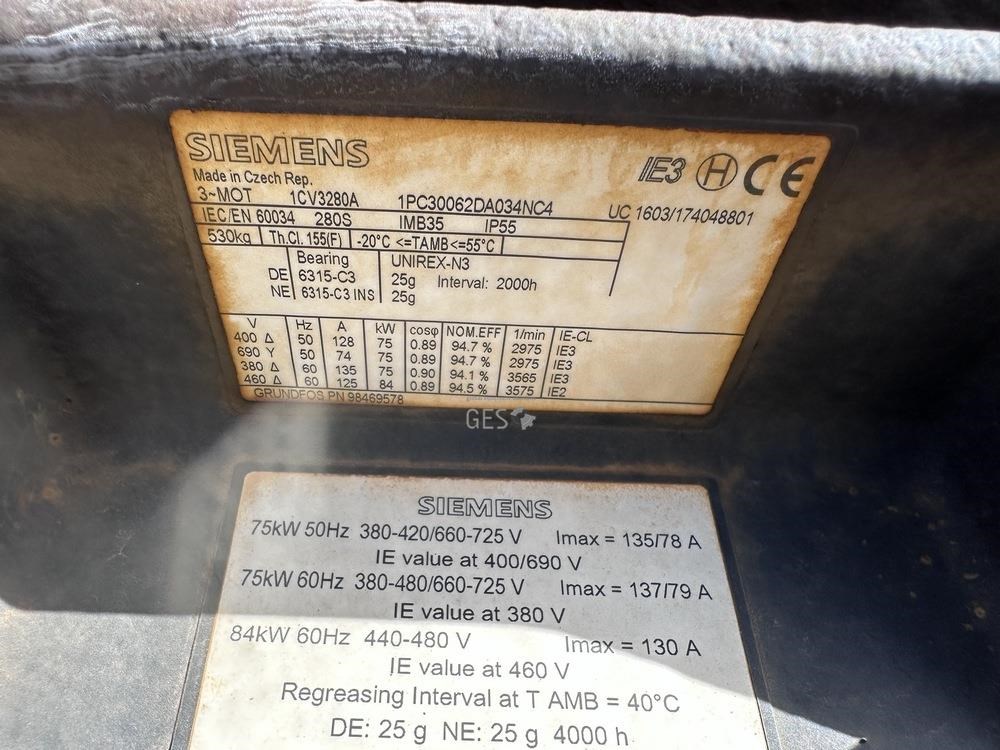 SIEMENS
IE3 H CE
Made in Czech Rep.
3~MOT 1CV3280A 1PC30062DA034NC4 UC 1603/174048801
IEC/EN 60034 280S IMB35 IP55
530kg Th.Cl. 155(F) -20°C <=TAMB<=55°C
Bearing UNIREX-N3
DE 6315-C3 25g Interval: 2000h
NE 6315-C3 INS 25g
V Hz A kW cosφ NOM.EFF 1/min IE-CL
400 Δ 50 128 75 0.89 94.7 % 2975 IE3
690 Y 50 74 75 0.89 94.7 % 2975 IE3
380 Δ 60 135 75 0.90 94.1 % 3565 IE3
460 Δ 60 125 84 0.89 94.5 % 3575 IE2
GRUNDFOS PN 98469578
GES
SIEMENS
75kW 50Hz 380-420/660-725 V Imax = 135/78 A
IE value at 400/690 V
75kW 60Hz 380-480/660-725 V Imax = 137/79 A
IE value at 380 V
84kW 60Hz 440-480 V Imax = 130 A
IE value at 460 V
Regreasing Interval at T AMB = 40°C
DE: 25 g NE: 25 g 4000 h